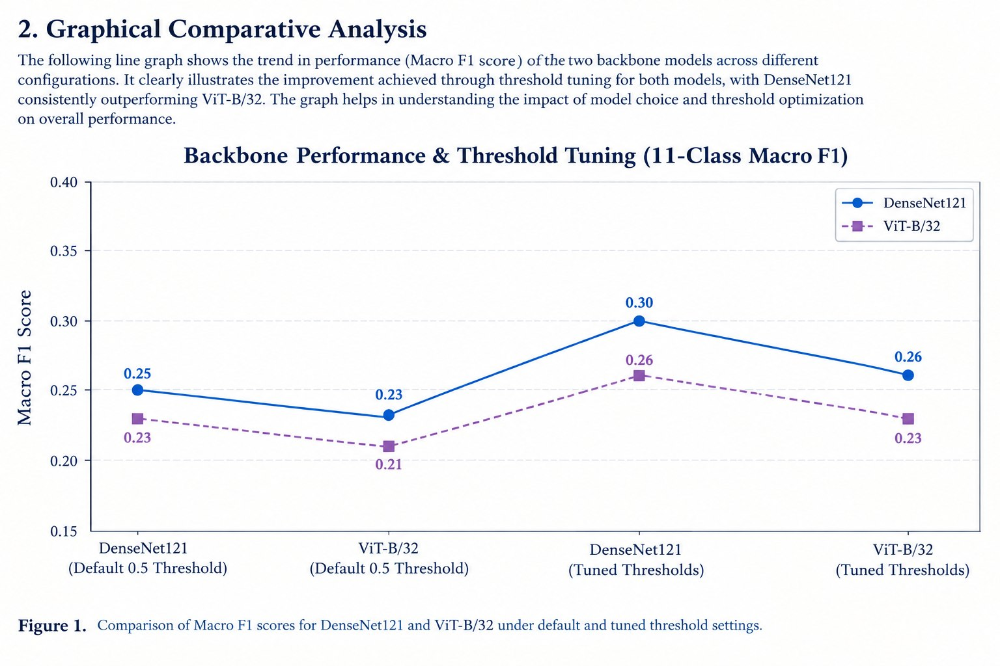 2. Graphical Comparative Analysis
The following line graph shows the trend in performance (Macro F1 score) of the two backbone models across different
configurations. It clearly illustrates the improvement achieved through threshold tuning for both models, with DenseNet121
consistently outperforming ViT-B/32. The graph helps in understanding the impact of model choice and threshold optimization
on overall performance.
Backbone Performance & Threshold Tuning (11-Class Macro F1)
0.40
0.35
0.30
0.25
0.20
0.15
Macro F1 Score
DenseNet121
ViT-B/32
0.25
0.23
0.30
0.26
0.23
0.21
0.26
0.23
DenseNet121
(Default 0.5 Threshold)
ViT-B/32
(Default 0.5 Threshold)
DenseNet121
(Tuned Thresholds)
ViT-B/32
(Tuned Thresholds)
Figure 1. Comparison of Macro F1 scores for DenseNet121 and ViT-B/32 under default and tuned threshold settings.